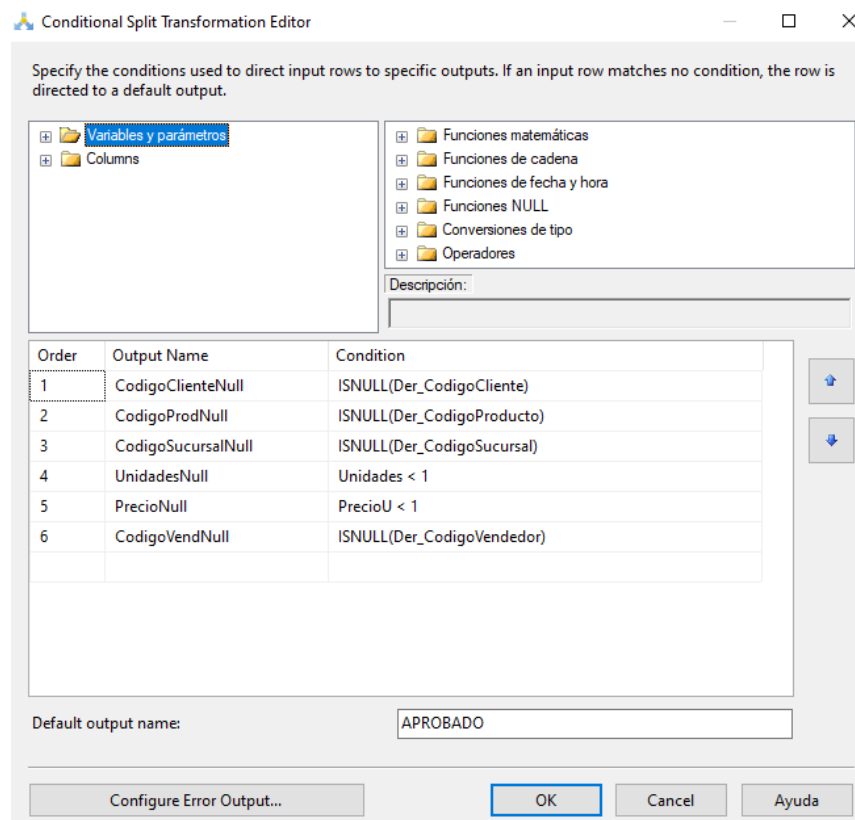 Conditional Split Transformation Editor
Specify the conditions used to direct input rows to specific outputs. If an input row matches no condition, the row is
directed to a default output.
Variables y parámetros
Columns
Funciones matemáticas
Funciones de cadena
Funciones de fecha y hora
Funciones NULL
Conversiones de tipo
Operadores
Descripción:
Order Output Name Condition
1 CodigoClienteNull ISNULL(Der_CodigoCliente)
2 CodigoProdNull ISNULL(Der_CodigoProducto)
3 CodigoSucursalNull ISNULL(Der_CodigoSucursal)
4 UnidadesNull Unidades < 1
5 PrecioNull PrecioU < 1
6 CodigoVendNull ISNULL(Der_CodigoVendedor)
Default output name: APROBADO
Configure Error Output... OK Cancel Ayuda